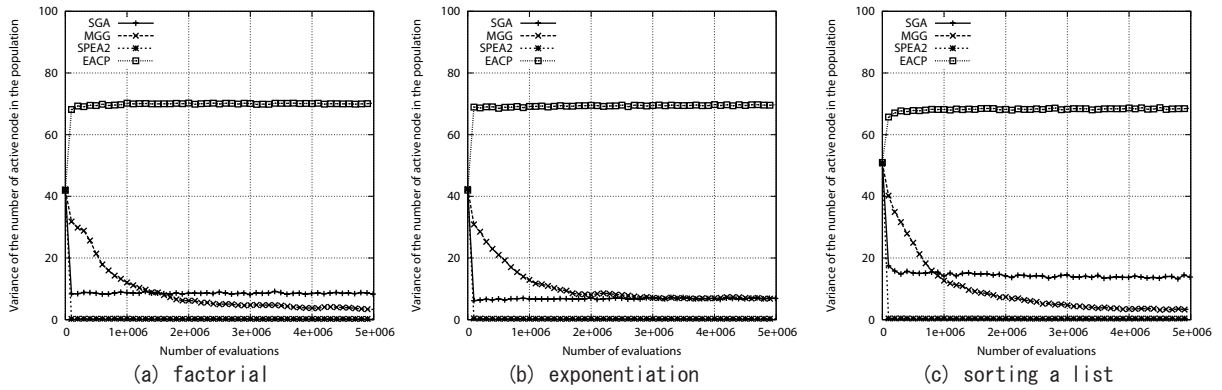 100
80
60
40
20
0
Variance of the number of active node in the population
SGA
MGG
SPEA2
EACP
0 1e+006 2e+006 3e+006 4e+006 5e+006
Number of evaluations
(a) factorial
100
80
60
40
20
0
Variance of the number of active node in the population
SGA
MGG
SPEA2
EACP
0 1e+006 2e+006 3e+006 4e+006 5e+006
Number of evaluations
(b) exponentiation
100
80
60
40
20
0
Variance of the number of active node in the population
SGA
MGG
SPEA2
EACP
0 1e+006 2e+006 3e+006 4e+006 5e+006
Number of evaluations
(c) sorting a list